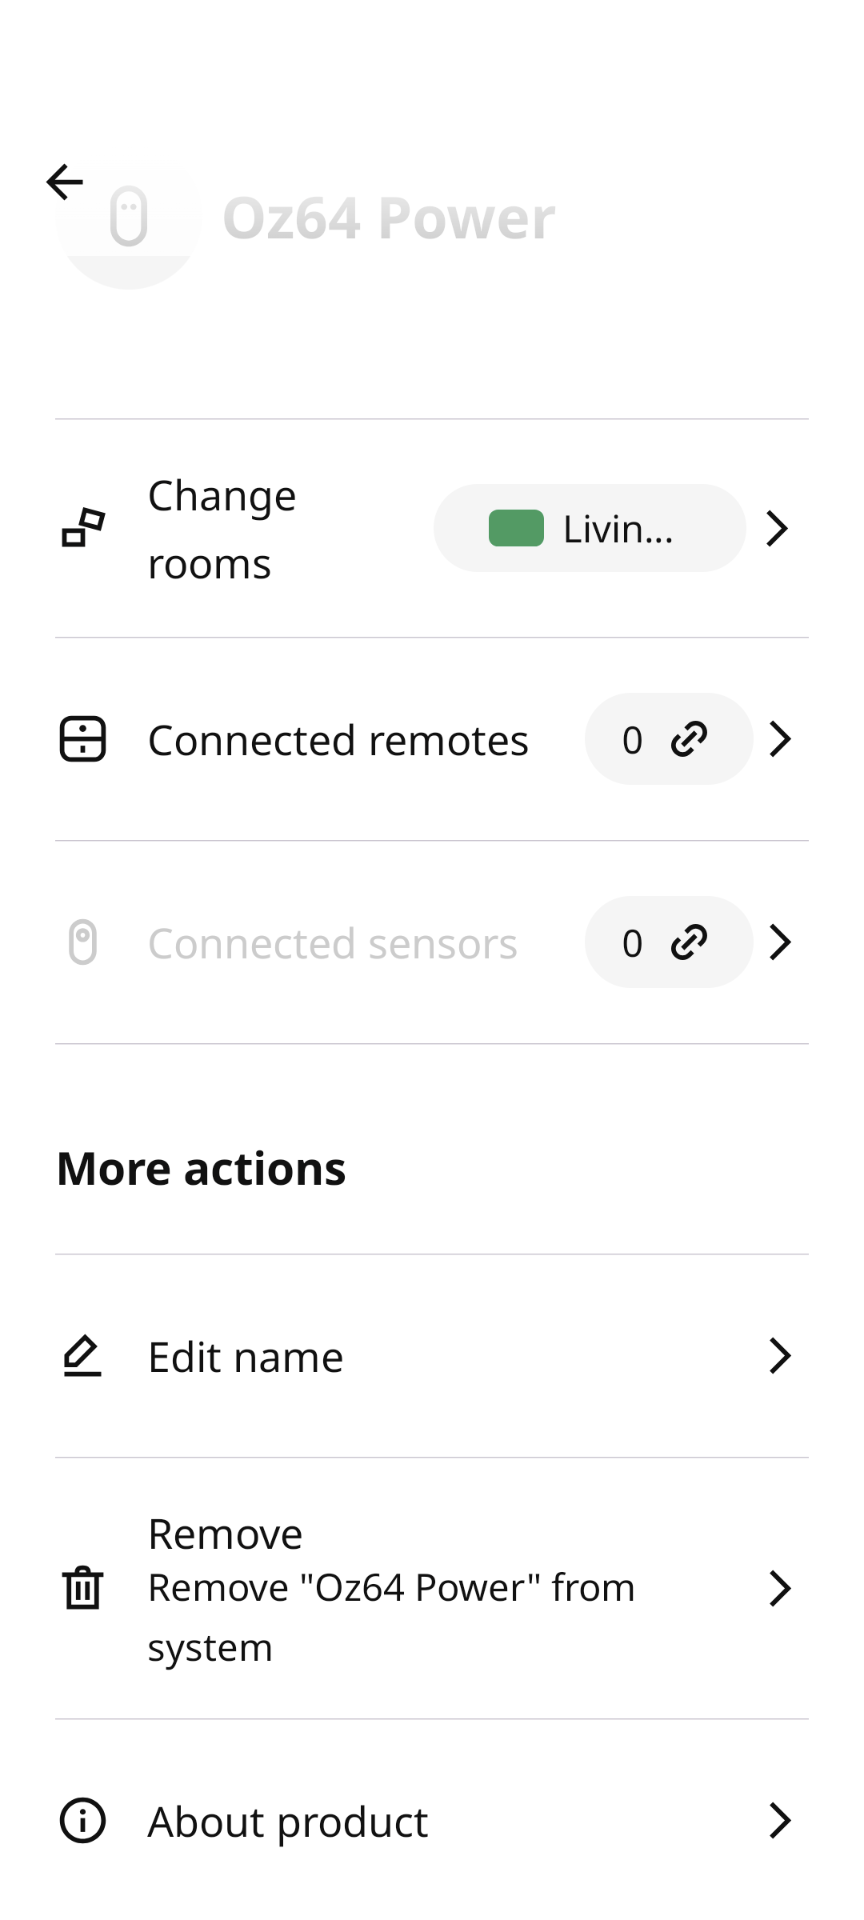 Oz64 Power
Change
rooms
Livin...
Connected remotes
0
Connected sensors
0
More actions
Edit name
Remove
Remove "Oz64 Power" from
system
About product